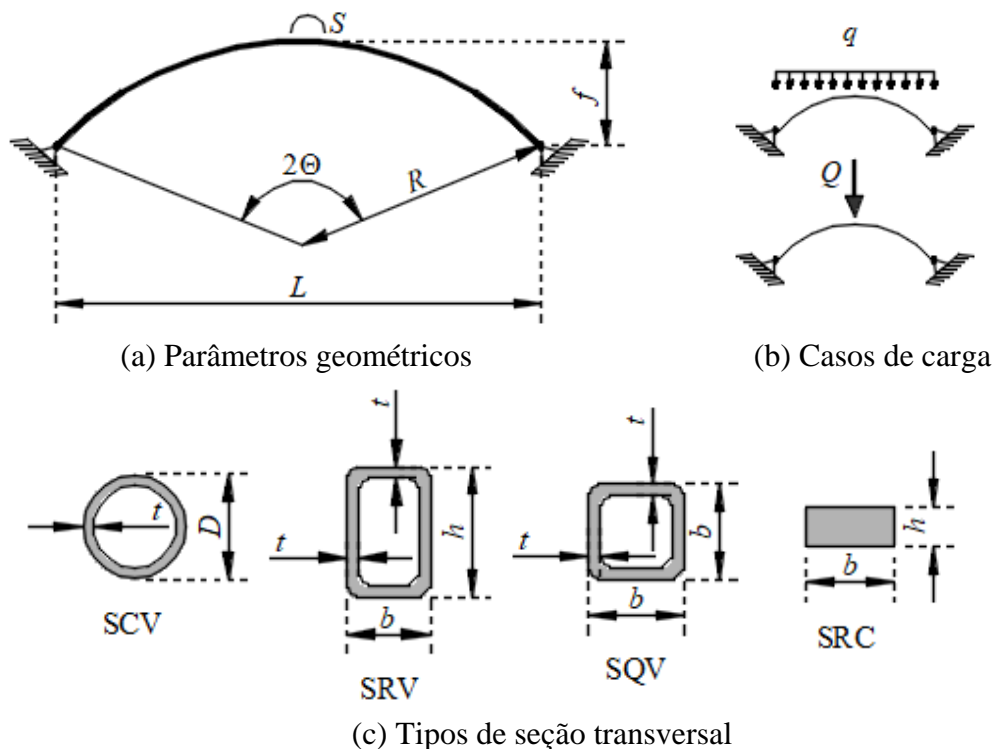 S
q
f
2Θ
R
Q
L
(a) Parâmetros geométricos
(b) Casos de carga
t
t
t
D
t
h
t
b
h
b
b
b
SCV
SRV
SQV
SRC
(c) Tipos de seção transversal